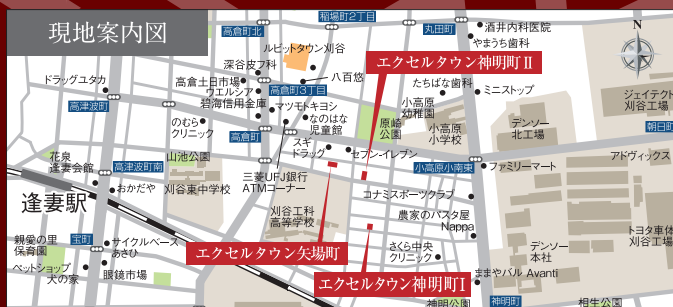 現地案内図
高倉町北
稲場町2丁目
丸田町
酒井内科医院
やまうち歯科
N
ルビットタウン刈谷
深谷皮フ科
八百悠
エクセルタウン神明町Ⅱ
ドラッグユタカ
高倉土日市場
ウエルシア
碧海信用金庫
高倉町3丁目
マツモトキヨシ
なのはな
児童館
たちばな歯科
ミニストップ
小高原
幼稚園
ジェイテクト
刈谷工場
高津波町
のむら
クリニック
高倉町
原崎
公園
小高原
小学校
デンソー
北工場
朝日町
スギ
ドラッグ
セブン-イレブン
花泉
逢妻会館
高津波町南
山池公園
三菱UFJ銀行
ATMコーナー
小高原小南東
ファミリーマート
アドヴィックス
おかだや
刈谷東中学校
コナミスポーツクラブ
逢妻駅
刈谷工科
高等学校
農家のパスタ屋
Nappa
トヨタ車体
刈谷工場
親愛の里
保育園
宝町
サイクルベース
あさひ
エクセルタウン矢場町
さくら中央
クリニック
デンソー
本社
ペットショップ
犬の家
眼鏡市場
エクセルタウン神明町Ⅰ
ままやバル Avanti
神明公園
神明町
相生公園